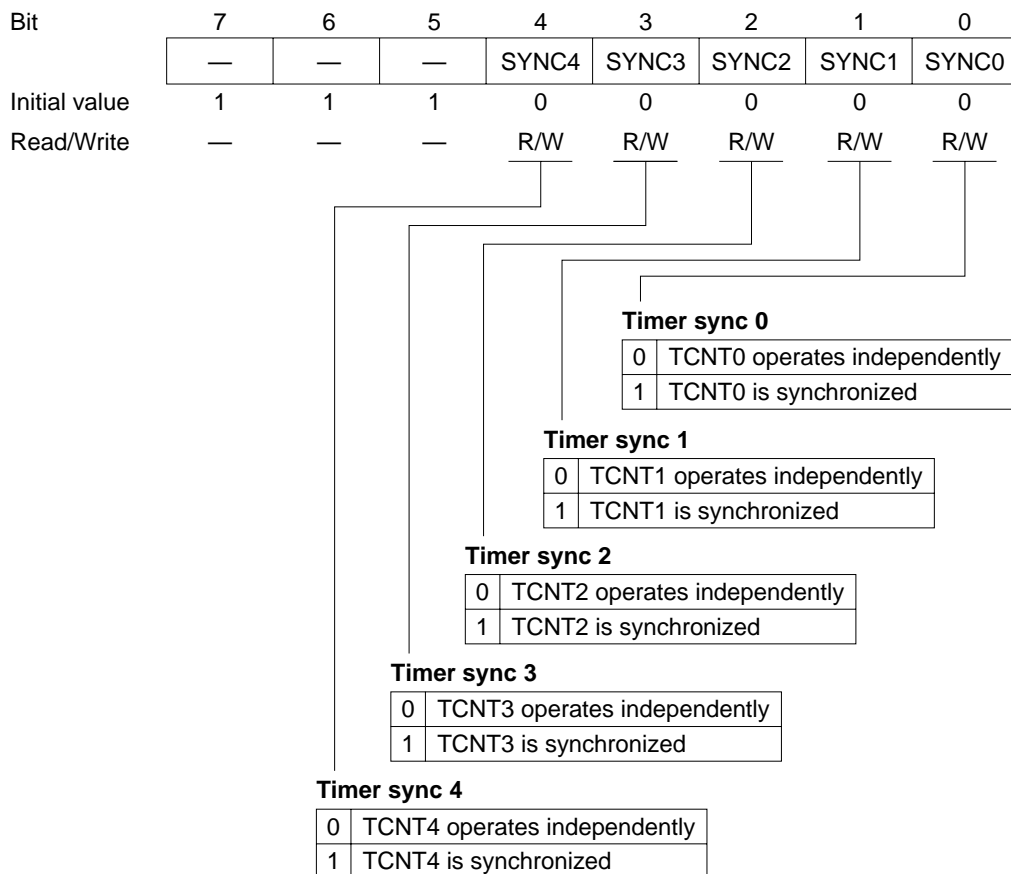 Bit 7 6 5 4 3 2 1 0
— — — SYNC4 SYNC3 SYNC2 SYNC1 SYNC0
Initial value 1 1 1 0 0 0 0 0
Read/Write — — — R/W R/W R/W R/W R/W
Timer sync 0
0 TCNT0 operates independently
1 TCNT0 is synchronized
Timer sync 1
0 TCNT1 operates independently
1 TCNT1 is synchronized
Timer sync 2
0 TCNT2 operates independently
1 TCNT2 is synchronized
Timer sync 3
0 TCNT3 operates independently
1 TCNT3 is synchronized
Timer sync 4
0 TCNT4 operates independently
1 TCNT4 is synchronized